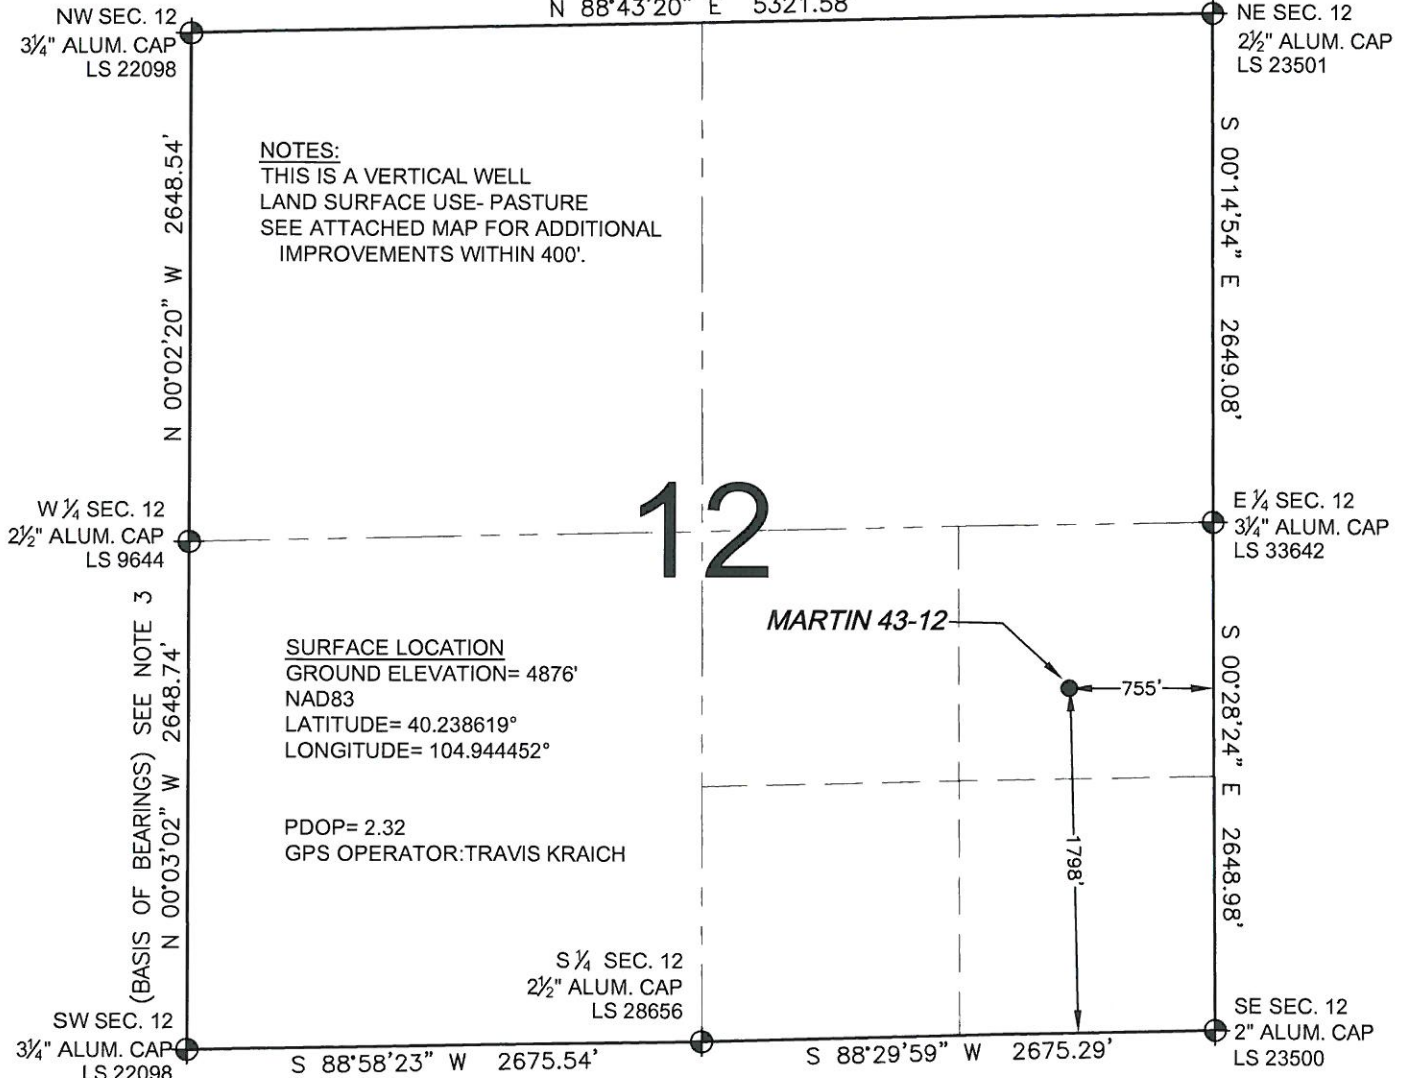 N 88°43'20" E 5321.58'
NW SEC. 12
3¼" ALUM. CAP
LS 22098
NE SEC. 12
2½" ALUM. CAP
LS 23501
N 00°02'20" W 2648.54'
NOTES:
THIS IS A VERTICAL WELL
LAND SURFACE USE- PASTURE
SEE ATTACHED MAP FOR ADDITIONAL
IMPROVEMENTS WITHIN 400'.
S 00°14'54" E 2649.08'
W ¼ SEC. 12
2½" ALUM. CAP
LS 9644
12
E ¼ SEC. 12
3¼" ALUM. CAP
LS 33642
MARTIN 43-12
755'
1798'
S 00°28'24" E 2648.98'
(BASIS OF BEARINGS) SEE NOTE 3
N 00°03'02" W 2648.74'
SURFACE LOCATION
GROUND ELEVATION= 4876'
NAD83
LATITUDE= 40.238619°
LONGITUDE= 104.944452°
PDOP= 2.32
GPS OPERATOR:TRAVIS KRAICH
S ¼ SEC. 12
2½" ALUM. CAP
LS 28656
SW SEC. 12
3¼" ALUM. CAP
LS 22098
S 88°58'23" W 2675.54'
S 88°29'59" W 2675.29'
SE SEC. 12
2" ALUM. CAP
LS 23500